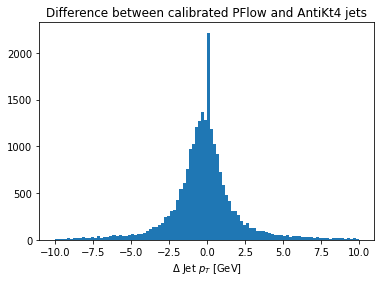 Difference between calibrated PFlow and AntiKt4 jets
2000
1500
1000
500
0
−10.0 −7.5 −5.0 −2.5 0.0 2.5 5.0 7.5 10.0
Δ Jet p_T [GeV]